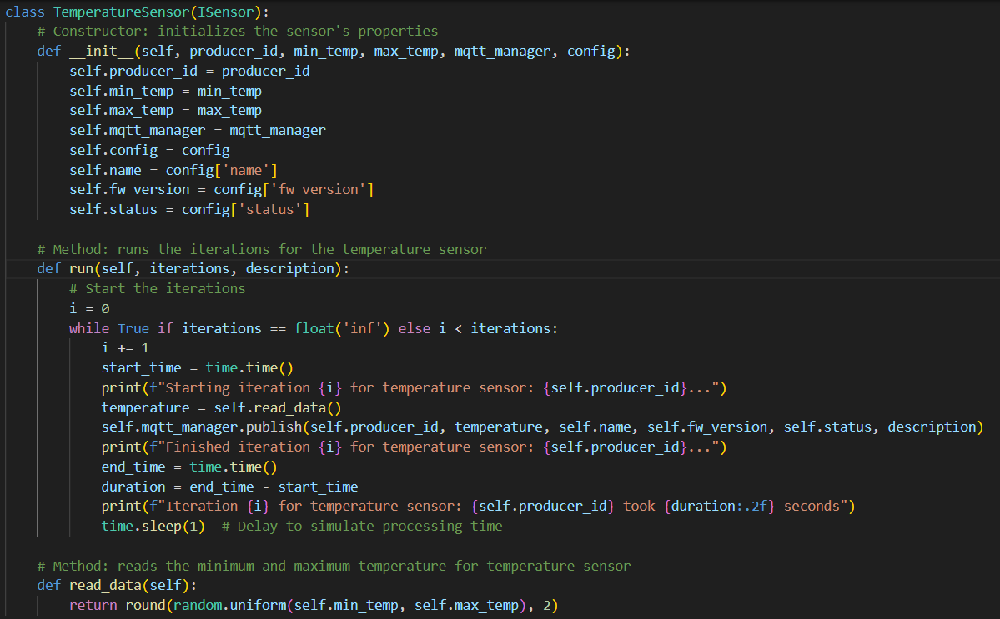 class TemperatureSensor(ISensor):
    # Constructor: initializes the sensor's properties
    def __init__(self, producer_id, min_temp, max_temp, mqtt_manager, config):
        self.producer_id = producer_id
        self.min_temp = min_temp
        self.max_temp = max_temp
        self.mqtt_manager = mqtt_manager
        self.config = config
        self.name = config['name']
        self.fw_version = config['fw_version']
        self.status = config['status']

    # Method: runs the iterations for the temperature sensor
    def run(self, iterations, description):
        # Start the iterations
        i = 0
        while True if iterations == float('inf') else i < iterations:
            i += 1
            start_time = time.time()
            print(f"Starting iteration {i} for temperature sensor: {self.producer_id}...")
            temperature = self.read_data()
            self.mqtt_manager.publish(self.producer_id, temperature, self.name, self.fw_version, self.status, description)
            print(f"Finished iteration {i} for temperature sensor: {self.producer_id}...")
            end_time = time.time()
            duration = end_time - start_time
            print(f"Iteration {i} for temperature sensor: {self.producer_id} took {duration:.2f} seconds")
            time.sleep(1)  # Delay to simulate processing time

    # Method: reads the minimum and maximum temperature for temperature sensor
    def read_data(self):
        return round(random.uniform(self.min_temp, self.max_temp), 2)